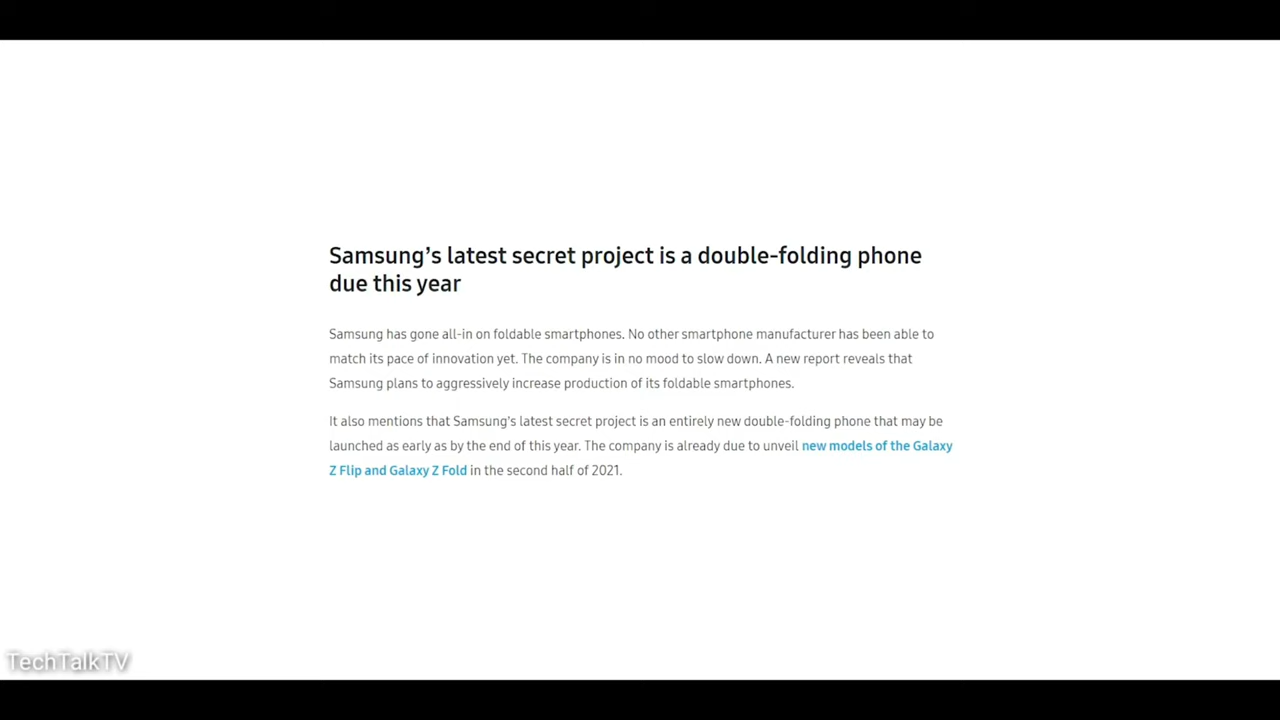 Samsung’s latest secret project is a double-folding phone
due this year
Samsung has gone all-in on foldable smartphones. No other smartphone manufacturer has been able to
match its pace of innovation yet. The company is in no mood to slow down. A new report reveals that
Samsung plans to aggressively increase production of its foldable smartphones.
It also mentions that Samsung's latest secret project is an entirely new double-folding phone that may be
launched as early as by the end of this year. The company is already due to unveil new models of the Galaxy
Z Flip and Galaxy Z Fold in the second half of 2021.
TechTalkTV